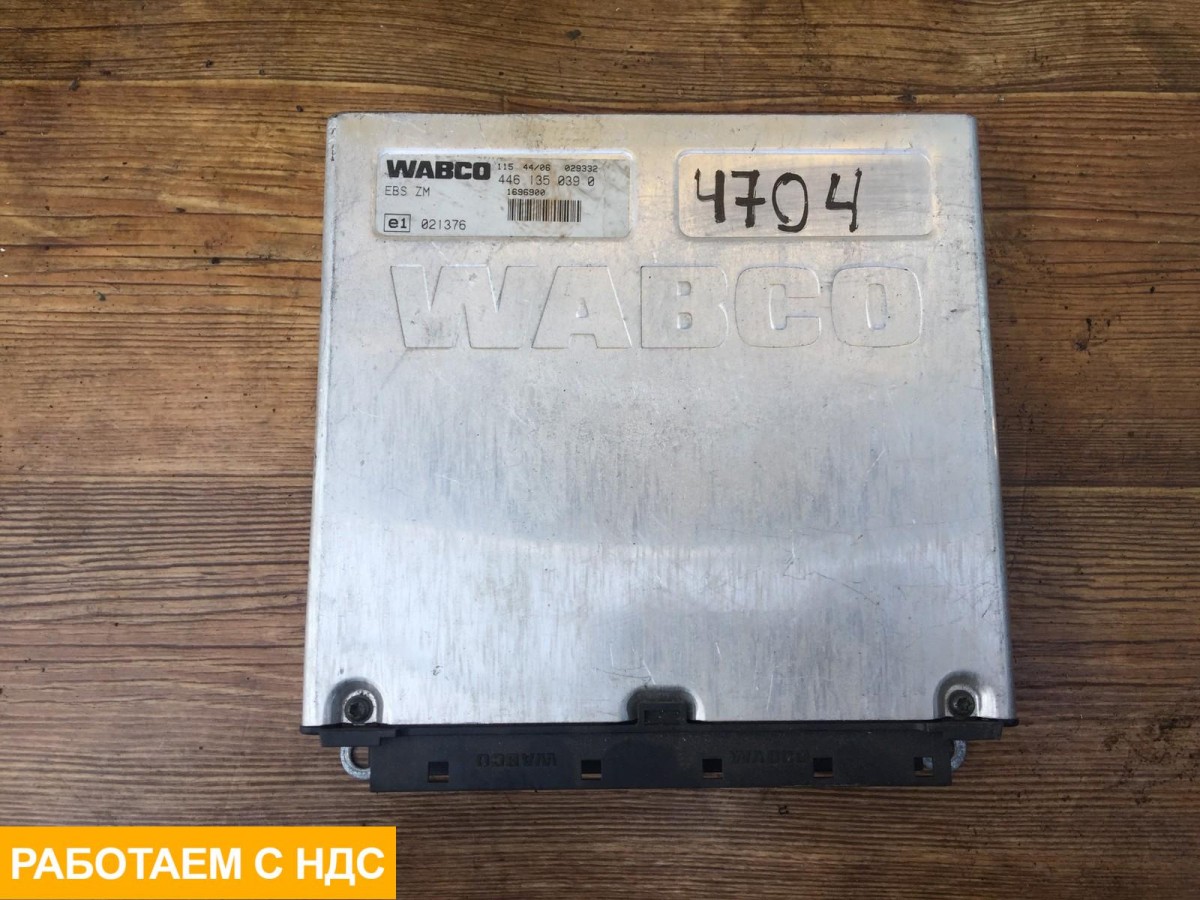 WABCO 115 44/06 029332
446 135 039 0
EBS ZM 1696900
e1 021376
4704
WABCO
WABCO WABCO
РАБОТАЕМ С НДС